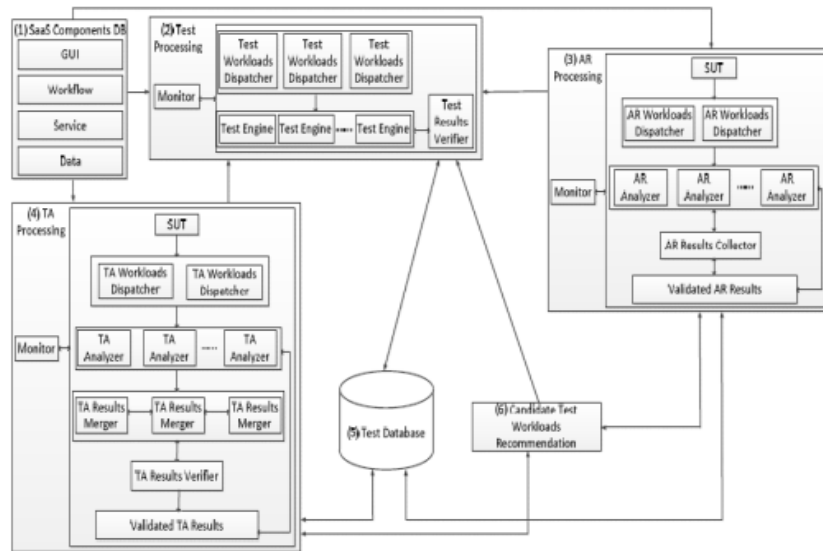 (1) SaaS Components DB
GUI
Workflow
Service
Data
(2) Test
Processing
Monitor
Test
Workloads
Dispatcher
Test
Workloads
Dispatcher
Test
Workloads
Dispatcher
Test Engine
Test Engine
......
Test Engine
Test
Results
Verifier
(3) AR
Processing
SUT
AR Workloads
Dispatcher
AR Workloads
Dispatcher
Monitor
AR
Analyzer
AR
Analyzer
......
AR
Analyzer
AR Results Collector
Validated AR Results
(4) TA
Processing
SUT
TA Workloads
Dispatcher
TA Workloads
Dispatcher
Monitor
TA
Analyzer
TA
Analyzer
......
TA
Analyzer
TA Results
Merger
TA Results
Merger
TA Results
Merger
TA Results Verifier
Validated TA Results
(5) Test Database
(6) Candidate Test
Workloads
Recommendation